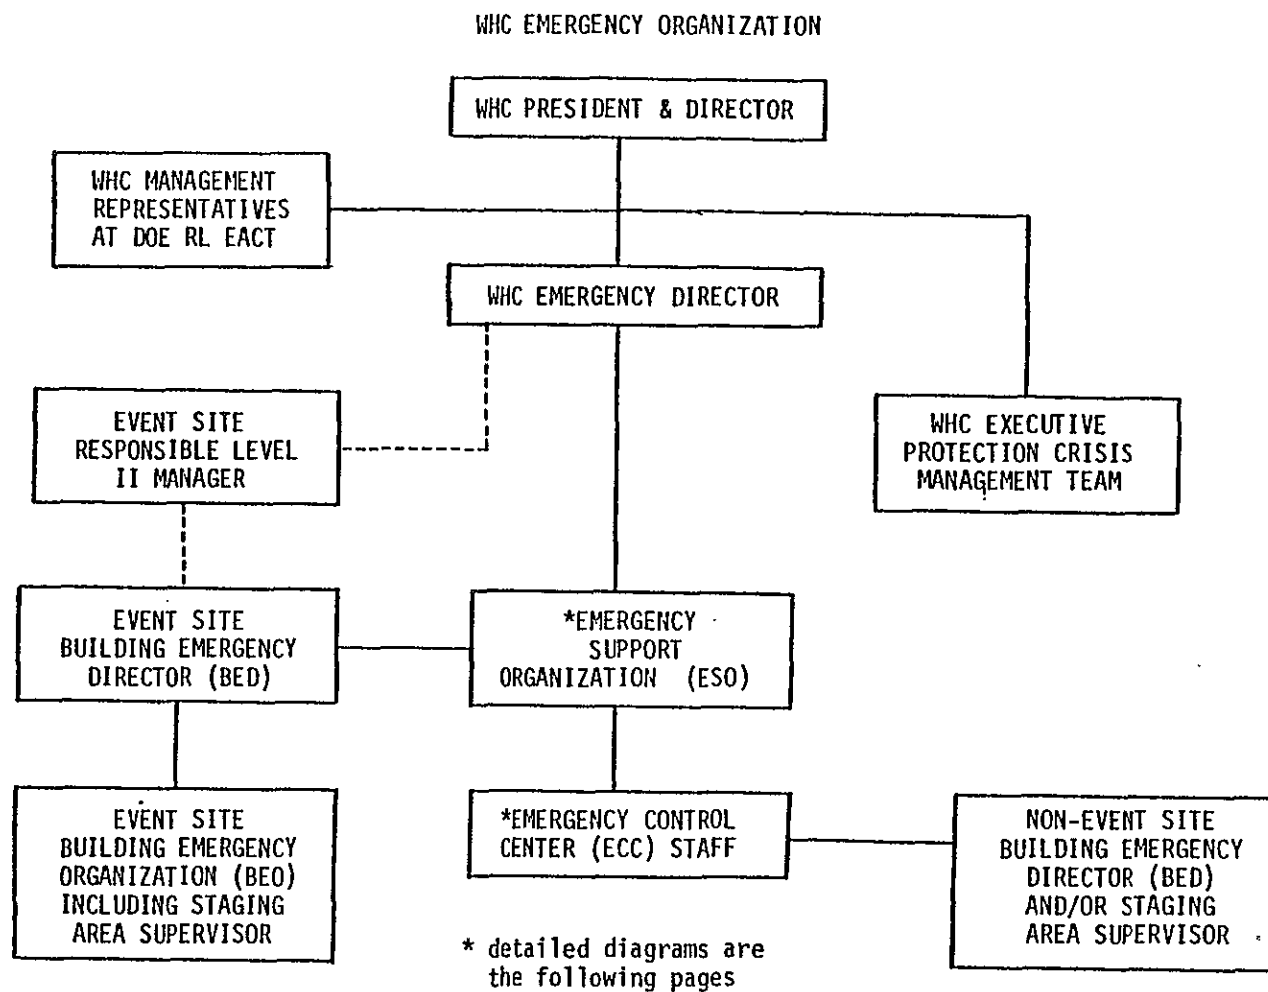 WHC EMERGENCY ORGANIZATION
WHC PRESIDENT & DIRECTOR
WHC MANAGEMENT
REPRESENTATIVES
AT DOE RL EACT
WHC EMERGENCY DIRECTOR
EVENT SITE
RESPONSIBLE LEVEL
II MANAGER
WHC EXECUTIVE
PROTECTION CRISIS
MANAGEMENT TEAM
EVENT SITE
BUILDING EMERGENCY
DIRECTOR (BED)
*EMERGENCY
SUPPORT
ORGANIZATION (ESO)
EVENT SITE
BUILDING EMERGENCY
ORGANIZATION (BEO)
INCLUDING STAGING
AREA SUPERVISOR
*EMERGENCY CONTROL
CENTER (ECC) STAFF
NON-EVENT SITE
BUILDING EMERGENCY
DIRECTOR (BED)
AND/OR STAGING
AREA SUPERVISOR
* detailed diagrams are
the following pages